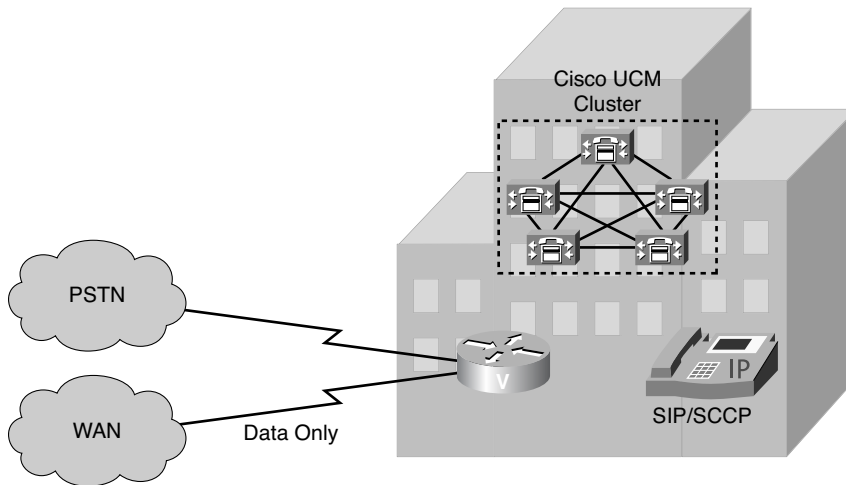 Cisco UCM
Cluster
PSTN
V
IP
SIP/SCCP
WAN
Data Only